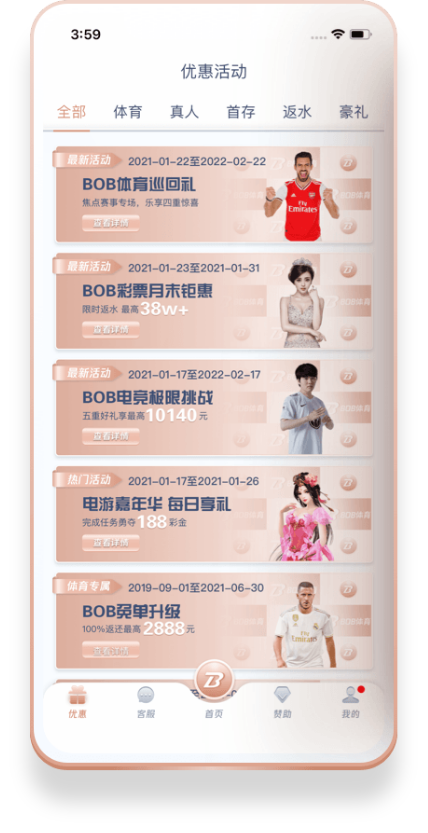 3:59
优惠活动
全部 体育 真人 首存 返水 豪礼
最新活动 2021-01-22至2022-02-22
BOB体育巡回礼
焦点赛事专场，乐享四重惊喜
查看详情
Fly
Emirates
最新活动 2021-01-23至2021-01-31
BOB彩票月末钜惠
限时返水 最高38w+
查看详情
最新活动 2021-01-17至2022-02-17
BOB电竞极限挑战
五重好礼享最高10140元
查看详情
热门活动 2021-01-17至2021-01-26
电游嘉年华 每日享礼
完成任务勇夺188彩金
查看详情
体育专属 2019-09-01至2021-06-30
BOB免单升级
100%返还最高2888元
查看详情
Fly
Emirates
B
优惠 客服 首页 赞助 我的